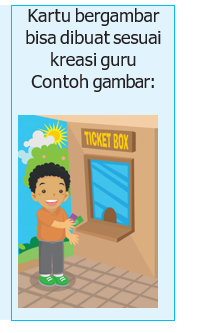 Kartu bergambar
bisa dibuat sesuai
kreasi guru
Contoh gambar:
TICKET BOX